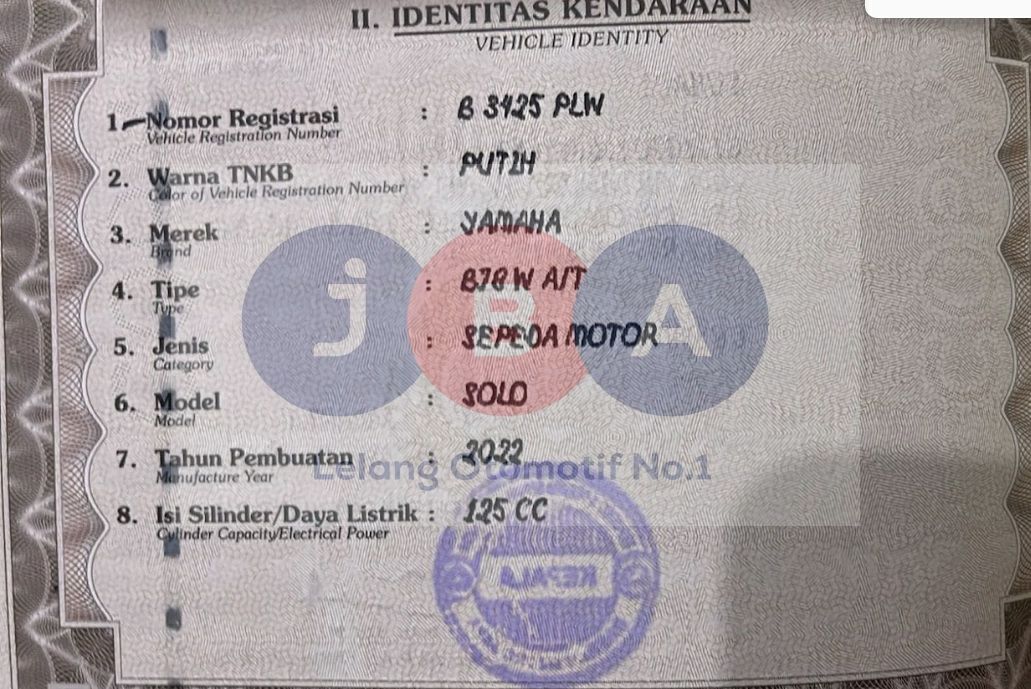 II. IDENTITAS KENDARAAN
VEHICLE IDENTITY
1. Nomor Registrasi : B 3425 PLW
Vehicle Registration Number
2. Warna TNKB : PUTIH
Color of Vehicle Registration Number
3. Merek : YAMAHA
Brand
4. Tipe : B78W A/T
Type
5. Jenis : SEPEDA MOTOR
Category
6. Model : SOLO
Model
7. Tahun Pembuatan : 2022
Manufacture Year
8. Isi Silinder/Daya Listrik : 125 CC
Cylinder Capacity/Electrical Power
jBA
Lelang Otomotif No.1
KEPALA